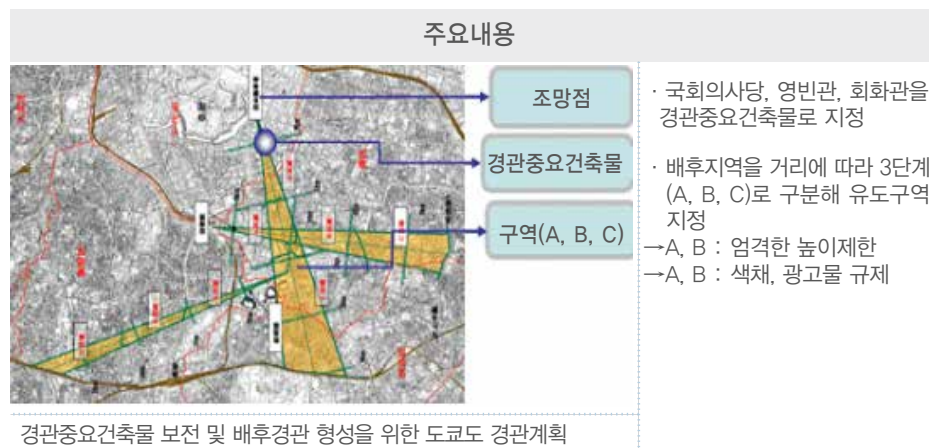 주요내용
조망점
경관중요건축물
구역(A, B, C)
· 국회의사당, 영빈관, 회화관을
경관중요건축물로 지정
· 배후지역을 거리에 따라 3단계
(A, B, C)로 구분해 유도구역
지정
→A, B : 엄격한 높이제한
→A, B : 색채, 광고물 규제
경관중요건축물 보전 및 배후경관 형성을 위한 도쿄도 경관계획